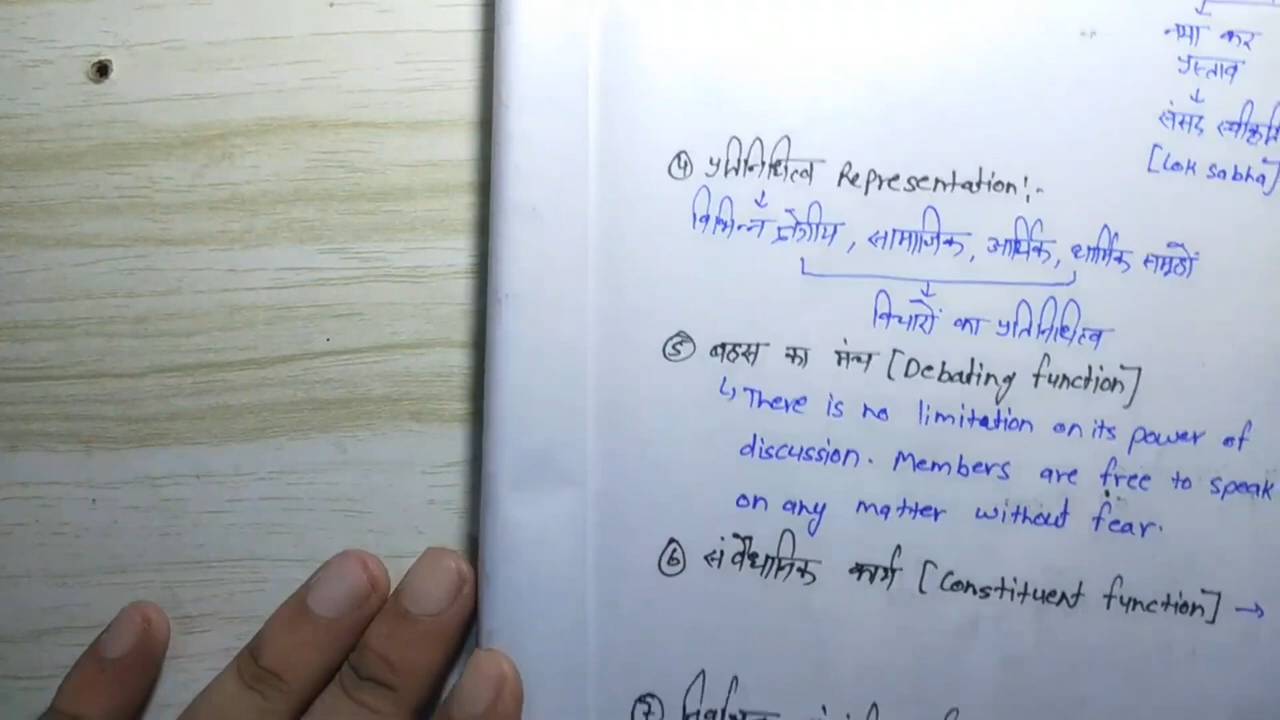 नया कर
प्रस्ताव
संसद स्वीकृति
[Lok sabha]
④ प्रतिनिधित्व Representation:-
विभिन्न क्षेत्रीय, सामाजिक, आर्थिक, धार्मिक समूहों
विचारों का प्रतिनिधित्व
⑤ बहस का मंच [Debating function]
There is no limitation on its power of
discussion. Members are free to speak
on any matter without fear.
⑥ संवैधानिक कार्य [Constituent function] →
⑦